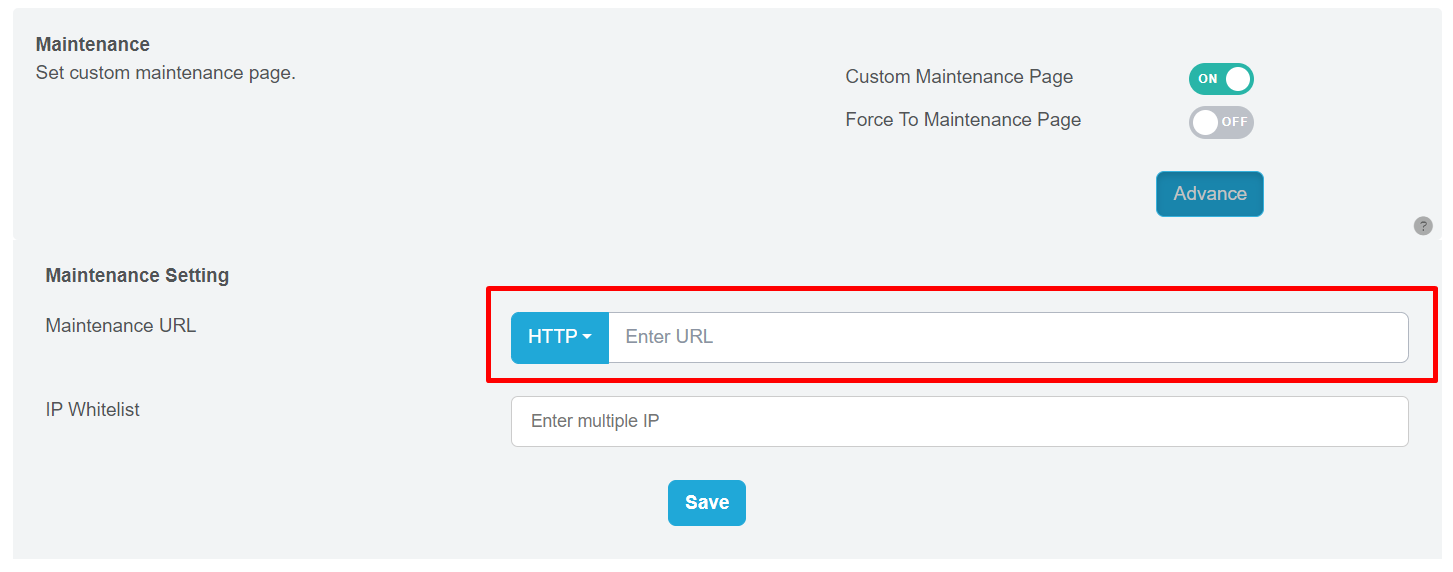 Maintenance
Set custom maintenance page.
Custom Maintenance Page
ON
Force To Maintenance Page
OFF
Advance
?
Maintenance Setting
Maintenance URL
HTTP
Enter URL
IP Whitelist
Enter multiple IP
Save